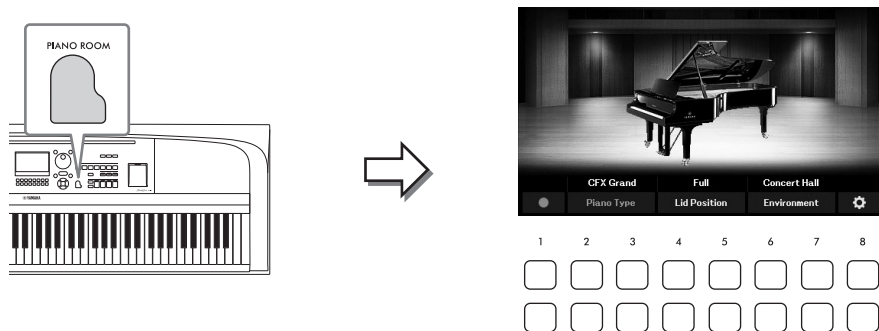 PIANO ROOM
YAMAHA
CFX Grand Full Concert Hall
Piano Type Lid Position Environment
1 2 3 4 5 6 7 8